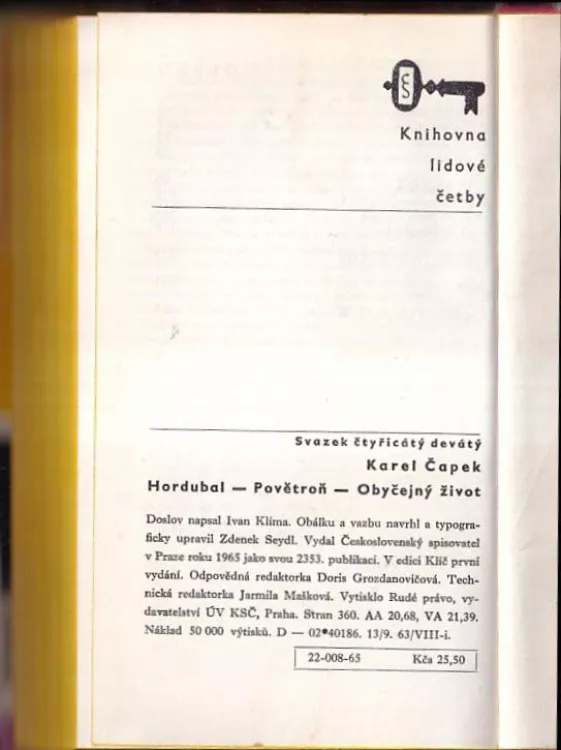 Knihovna
lidové
četby
Svazek čtyřicátý devátý
Karel Čapek
Hordubal — Povětroň — Obyčejný život
Doslov napsal Ivan Klíma. Obálku a vazbu navrhl a typogra-
ficky upravil Zdenek Seydl. Vydal Československý spisovatel
v Praze roku 1965 jako svou 2353. publikaci. V edici Klíč první
vydání. Odpovědná redaktorka Doris Grozdanovičová. Tech-
nická redaktorka Jarmila Mašková. Vytisklo Rudé právo, vy-
davatelství ÚV KSČ, Praha. Stran 360. AA 20,68, VA 21,39.
Náklad 50 000 výtisků. D — 02*40186. 13/9. 63/VIII-i.
22-008-65 Kčs 25,50